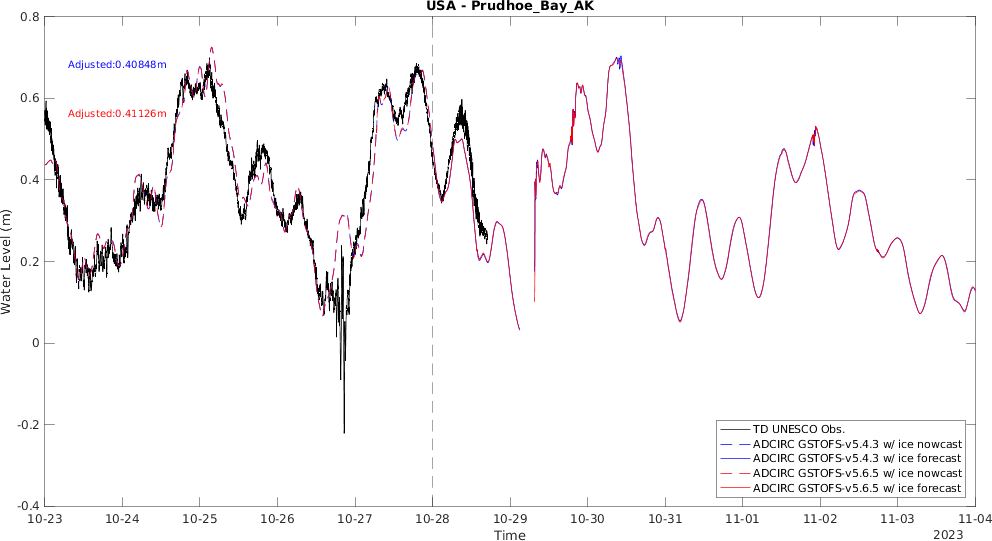 USA - Prudhoe_Bay_AK
Adjusted:0.40848m
Adjusted:0.41126m
Water Level (m)
0.8
0.6
0.4
0.2
0
-0.2
-0.4
TD UNESCO Obs.
ADCIRC GSTOFS-v5.4.3 w/ ice nowcast
ADCIRC GSTOFS-v5.4.3 w/ ice forecast
ADCIRC GSTOFS-v5.6.5 w/ ice nowcast
ADCIRC GSTOFS-v5.6.5 w/ ice forecast
10-23 10-24 10-25 10-26 10-27 10-28 10-29 10-30 10-31 11-01 11-02 11-03 11-04
Time
2023